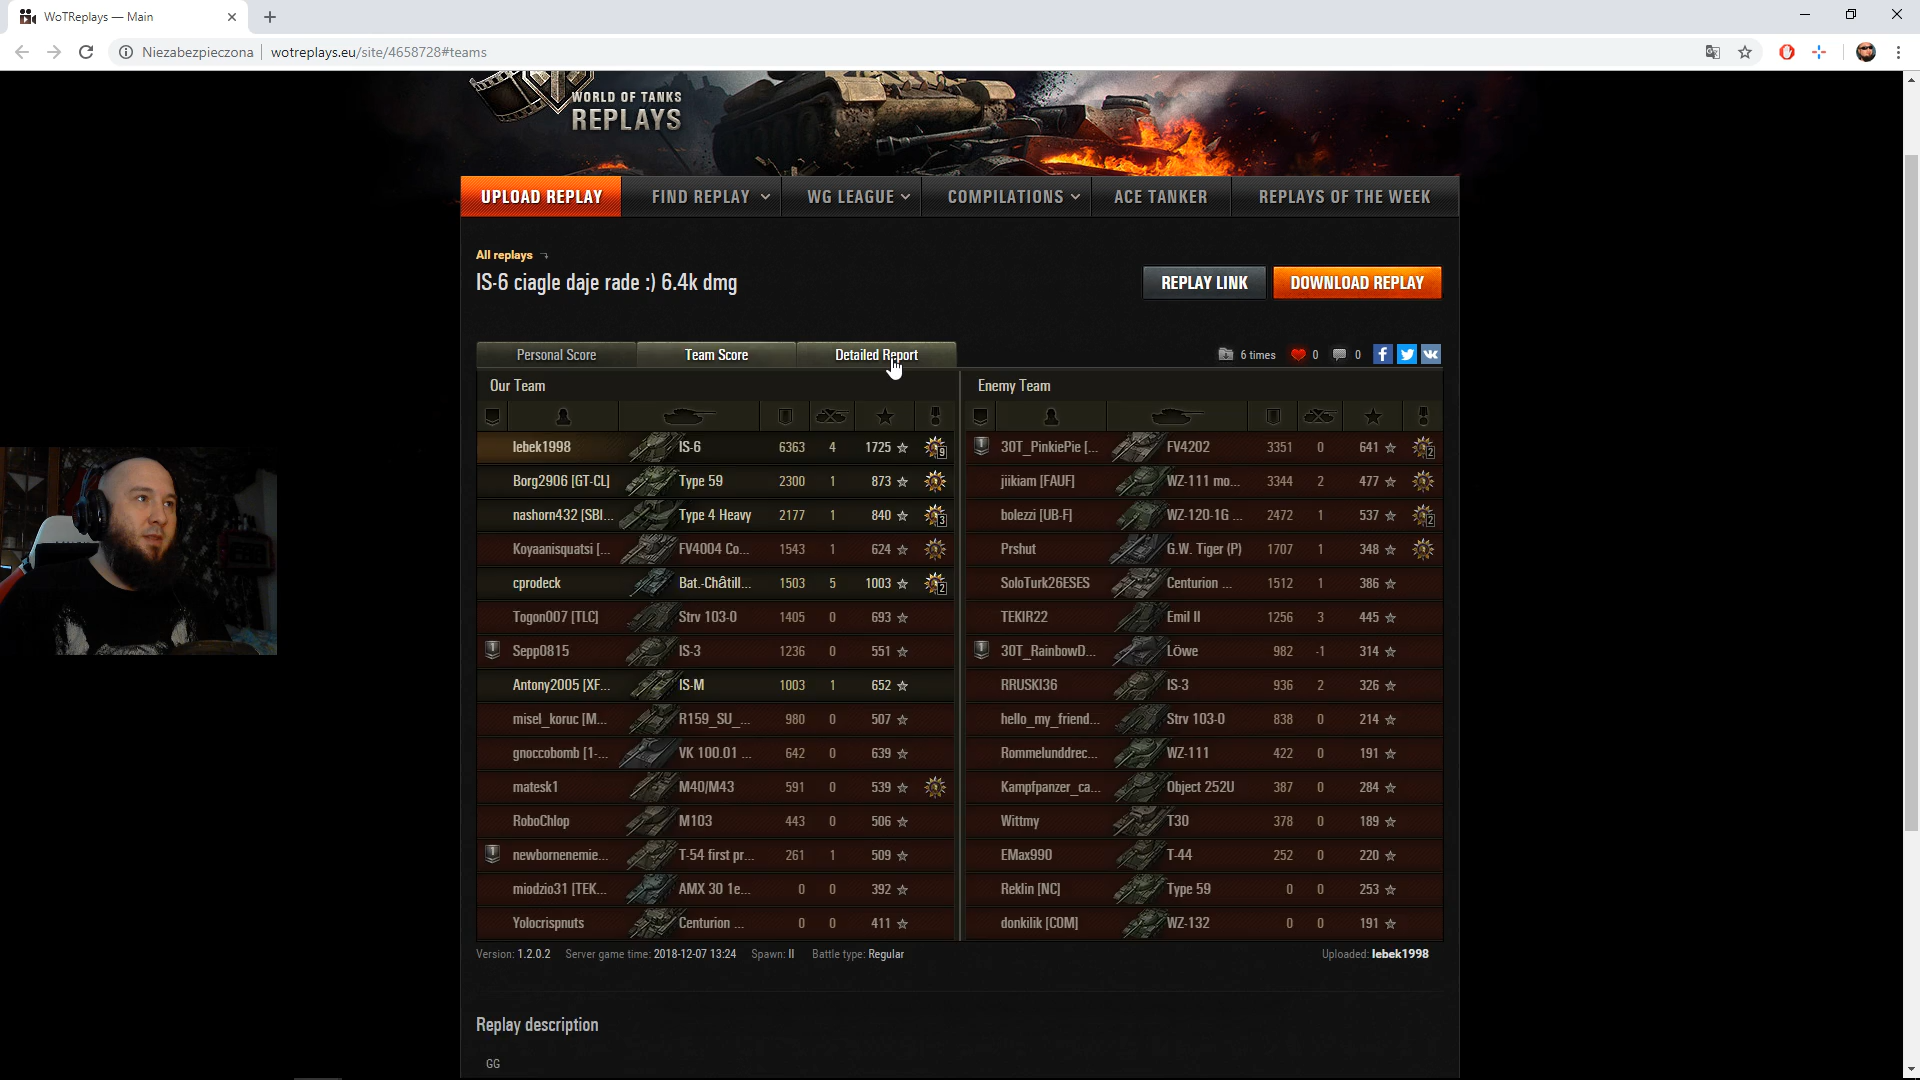 WoTReplays — Main
Niezabezpieczona
wotreplays.eu/site/4658728#teams
WORLD OF TANKS
REPLAYS
UPLOAD REPLAY FIND REPLAY WG LEAGUE COMPILATIONS ACE TANKER REPLAYS OF THE WEEK
All replays
IS-6 ciagle daje rade :) 6.4k dmg
REPLAY LINK DOWNLOAD REPLAY
Personal Score Team Score Detailed Report 6 times 0 0
Our Team
lebek1998 IS-6 6363 4 1725 9
Borg2906 [GT-CL] Type 59 2300 1 873
nashorn432 [SBI... Type 4 Heavy 2177 1 840 3
Koyaanisquatsi [... FV4004 Co... 1543 1 624
cprodeck Bat.-Châtill... 1503 5 1003 2
Togon007 [TLC] Strv 103-0 1405 0 693
Sepp0815 IS-3 1236 0 551
Antony2005 [XF... IS-M 1003 1 652
misel_koruc [M... R159_SU_... 980 0 507
gnoccobomb [1-... VK 100.01 ... 642 0 639
matesk1 M40/M43 591 0 539
RoboChlop M103 443 0 506
newbornenemie... T-54 first pr... 261 1 509
miodzio31 [TEK... AMX 30 1e... 0 0 392
Yolocrispnuts Centurion ... 0 0 411
Enemy Team
30T_PinkiePie [... FV4202 3351 0 641 2
jiikiam [FAUF] WZ-111 mo... 3344 2 477
bolezzi [UB-F] WZ-120-1G ... 2472 1 537 2
Prshut G.W. Tiger (P) 1707 1 348
SoloTurk26ESES Centurion ... 1512 1 386
TEKIR22 Emil II 1256 3 445
30T_RainbowD... Löwe 982 -1 314
RRUSKI36 IS-3 936 2 326
hello_my_friend... Strv 103-0 838 0 214
Rommelunddrec... WZ-111 422 0 191
Kampfpanzer_ca... Object 252U 387 0 284
Wittmy T30 378 0 189
EMax990 T-44 252 0 220
Reklin [NC] Type 59 0 0 253
donkilik [COM] WZ-132 0 0 191
Version: 1.2.0.2 Server game time: 2018-12-07 13:24 Spawn: II Battle type: Regular Uploaded: lebek1998
Replay description
GG